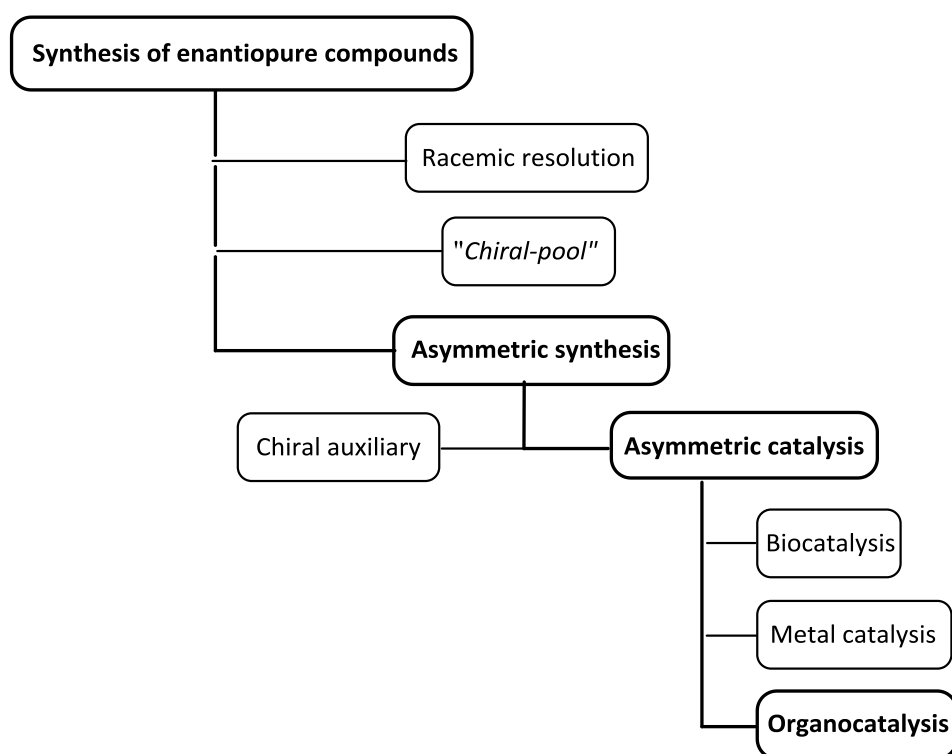 Synthesis of enantiopure compounds
Racemic resolution
"Chiral-pool"
Asymmetric synthesis
Chiral auxiliary
Asymmetric catalysis
Biocatalysis
Metal catalysis
Organocatalysis